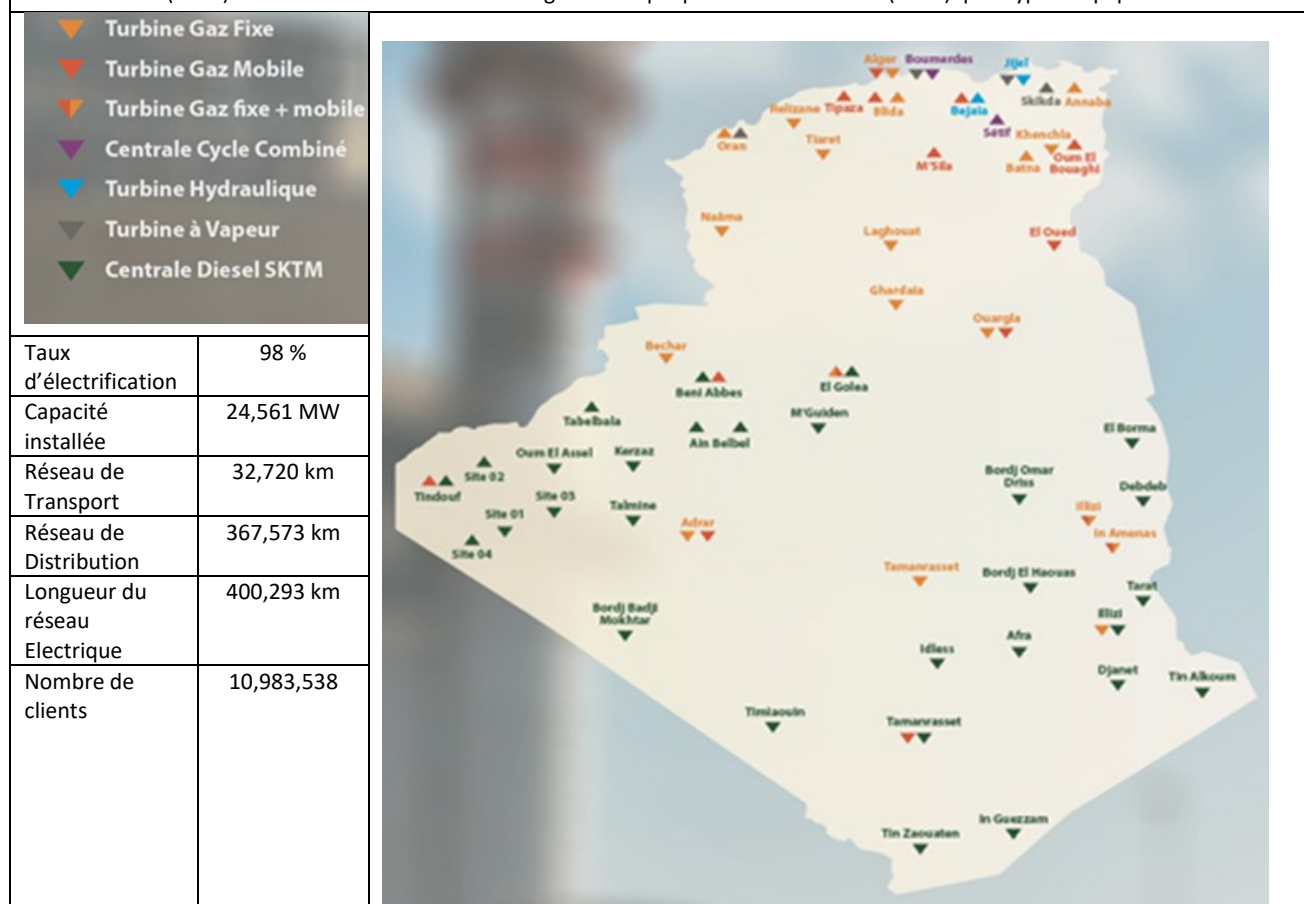 Turbine Gaz Fixe
Turbine Gaz Mobile
Turbine Gaz fixe + mobile
Centrale Cycle Combiné
Turbine Hydraulique
Turbine à Vapeur
Centrale Diesel SKTM
Taux
d'électrification
98 %
Capacité
installée
24,561 MW
Réseau de
Transport
32,720 km
Réseau de
Distribution
367,573 km
Longueur du
réseau
Electrique
400,293 km
Nombre de
clients
10,983,538
Alger
Boumerdes
Jijel
Relizane
Tipaza
Blida
Bejaia
Skikda
Annaba
Oran
Tiaret
Sétif
Khenchla
M'Sila
Batna
Oum El
Bouaghi
Naâma
Laghouat
El Oued
Ghardaia
Ouargla
Bechar
Beni Abbes
El Golea
Tabelbala
M'Guiden
Ain Belbel
El Borma
Oum El Assel
Kerzaz
Site 02
Tindouf
Bordj Omar
Driss
Debdeb
Site 03
Site 01
Talmine
Site 04
Adrar
Illizi
In Amenas
Tamanrasset
Bordj El Haouas
Tarat
Bordj Badji
Mokhtar
Illizi
Idless
Afra
Djanet
Tin Alkoum
Timiaouin
Tamanrasset
Tin Zaouaten
In Guezzam